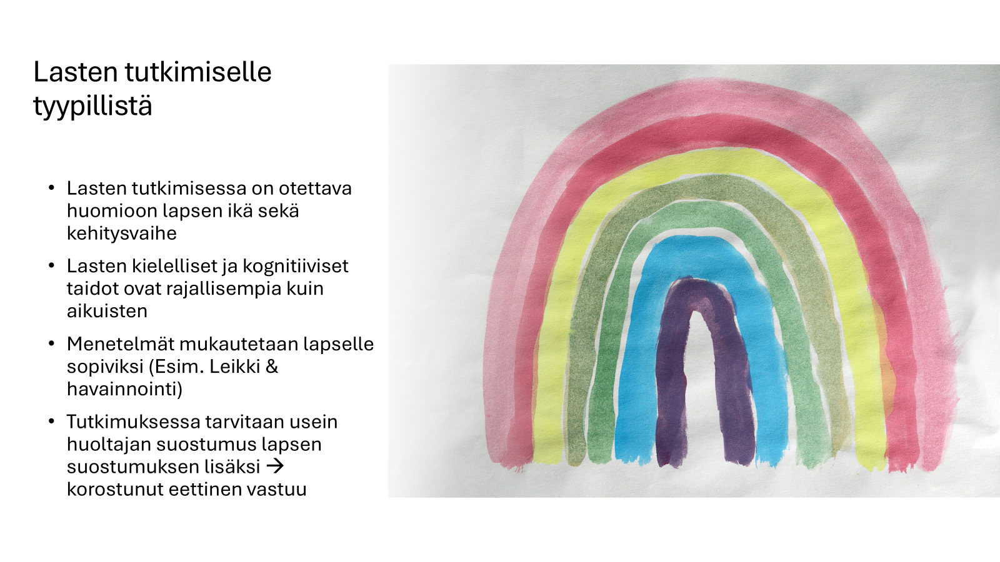 Lasten tutkimiselle
tyypillistä
• Lasten tutkimisessa on otettava
huomioon lapsen ikä sekä
kehitysvaihe
• Lasten kielelliset ja kognitiiviset
taidot ovat rajallisempia kuin
aikuisten
• Menetelmät mukautetaan lapselle
sopiviksi (Esim. Leikki &
havainnointi)
• Tutkimuksessa tarvitaan usein
huoltajan suostumus lapsen
suostumuksen lisäksi →
korostunut eettinen vastuu